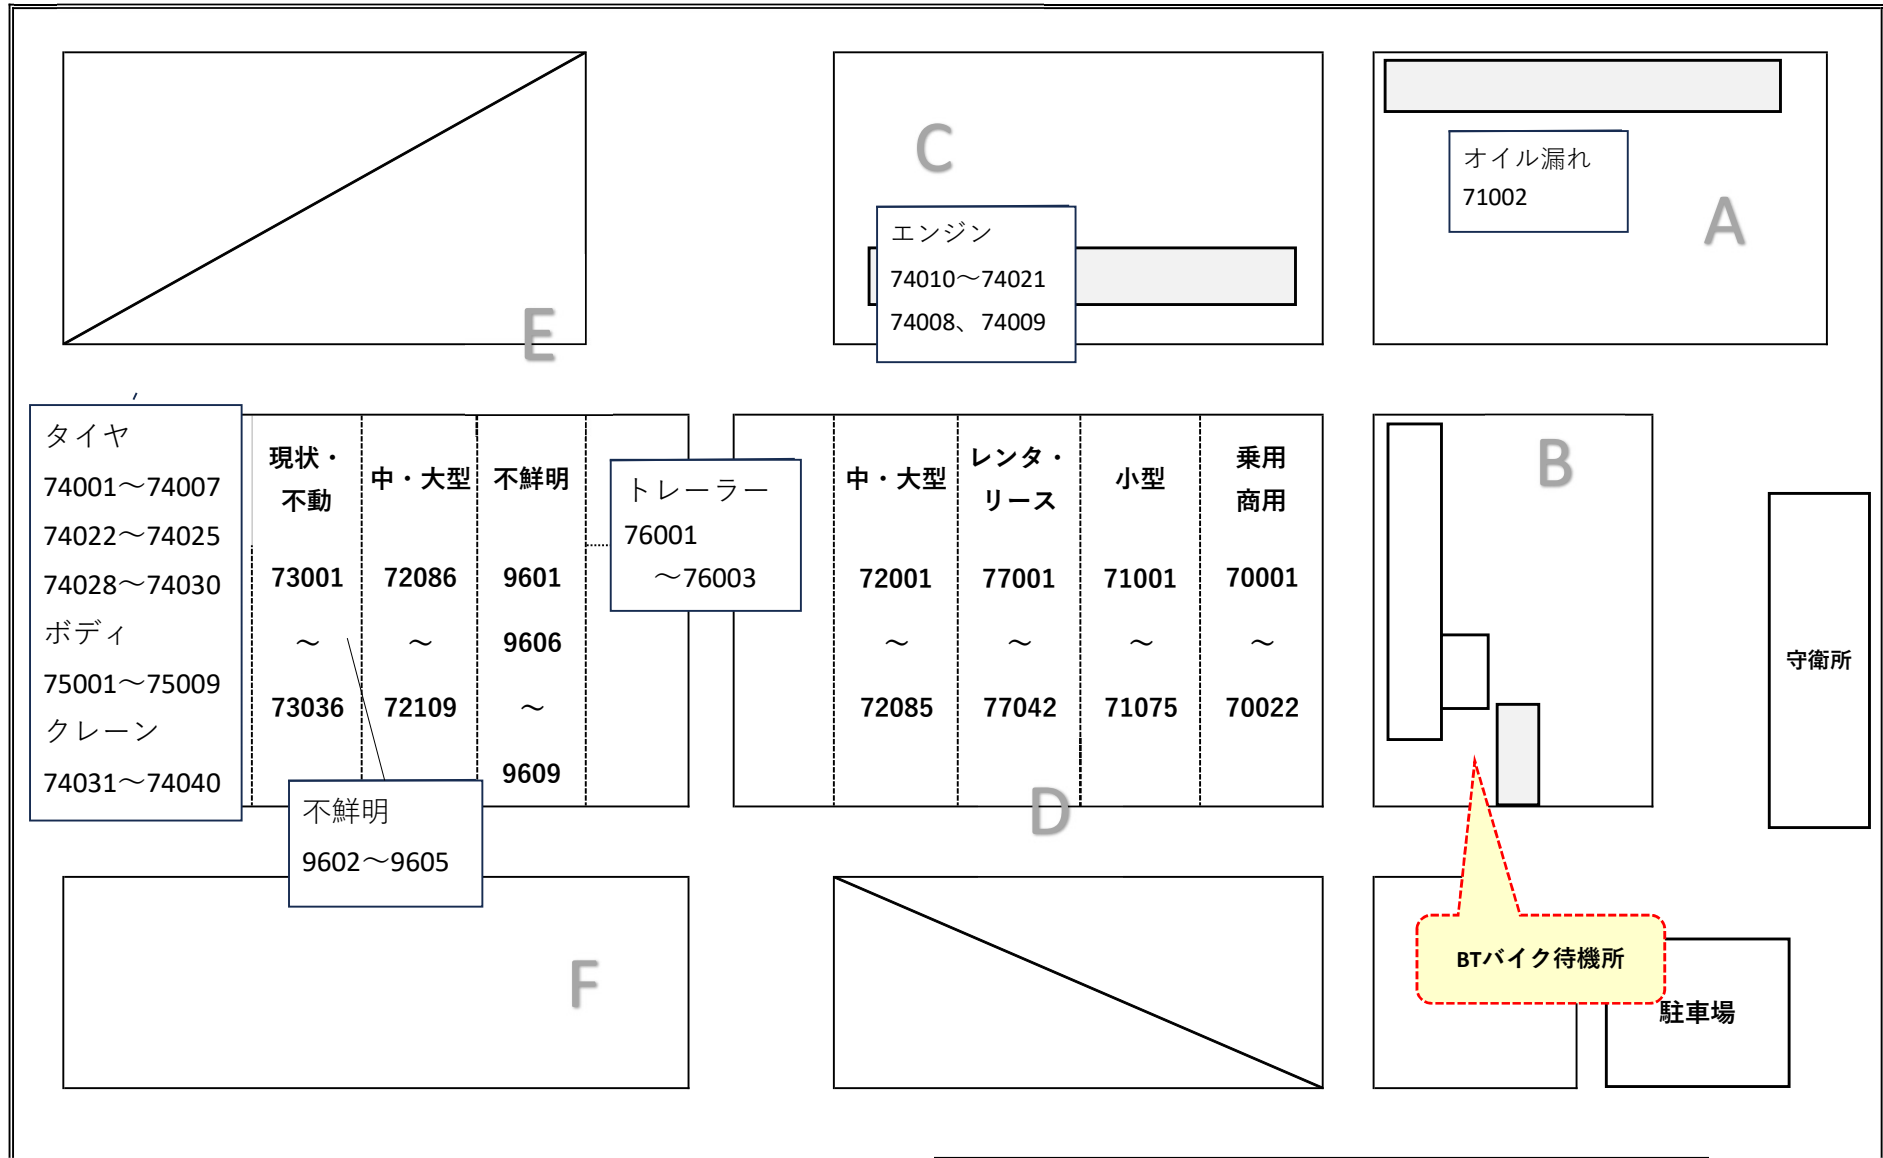 C
エンジン
74010～74021
74008、74009
オイル漏れ
71002
A
E
タイヤ
74001～74007
74022～74025
74028～74030
ボディ
75001～75009
クレーン
74031～74040
現状・
不動
73001
～
73036
中・大型
72086
～
72109
不鮮明
9601
9606
～
9609
トレーラー
76001
～76003
不鮮明
9602～9605
中・大型
72001
～
72085
レンタ・
リース
77001
～
77042
小型
71001
～
71075
乗用
商用
70001
～
70022
D
B
守衛所
F
BTバイク待機所
駐車場